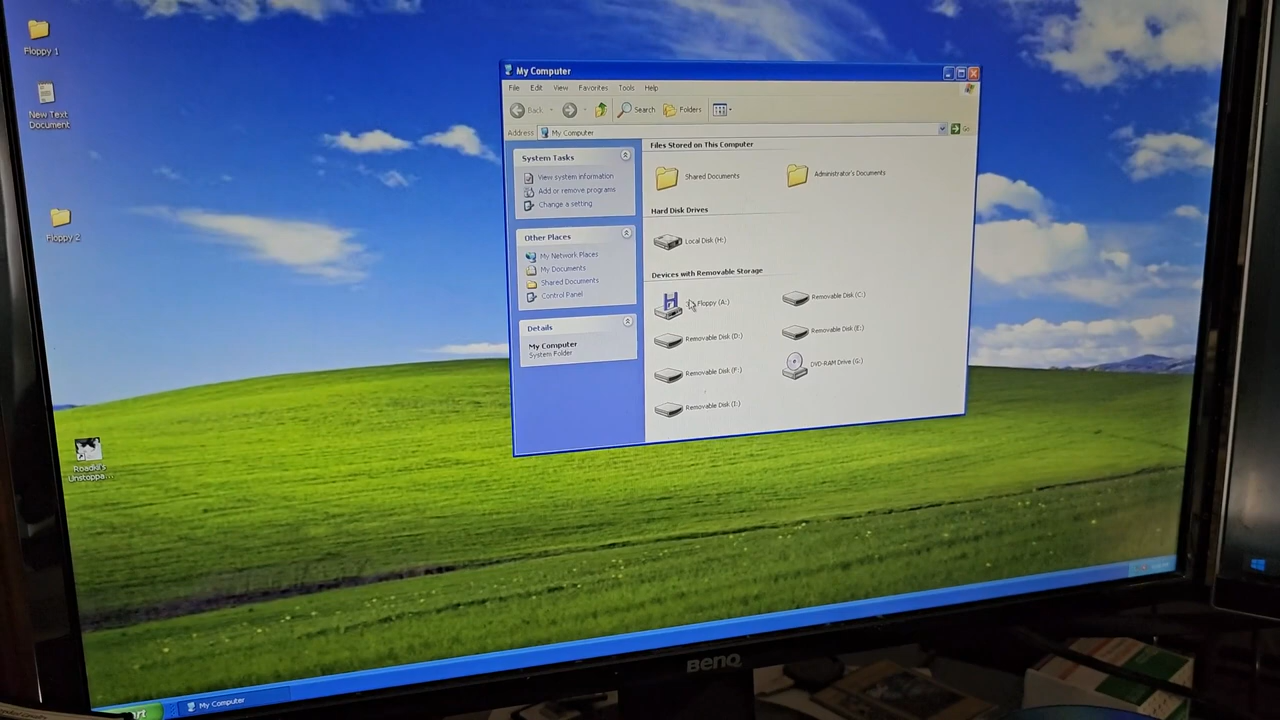 Floppy 1
New Text
Document
Floppy 2
Roadkil's
Unstoppa...
My Computer
File Edit View Favorites Tools Help
Back Search Folders
Address My Computer Go
System Tasks
View system information
Add or remove programs
Change a setting
Other Places
My Network Places
My Documents
Shared Documents
Control Panel
Details
My Computer
System Folder
Files Stored on This Computer
Shared Documents Administrator's Documents
Hard Disk Drives
Local Disk (H:)
Devices with Removable Storage
Floppy (A:) Removable Disk (C:)
Removable Disk (D:) Removable Disk (E:)
Removable Disk (F:) DVD-RAM Drive (G:)
Removable Disk (I:)
My Computer
BenQ